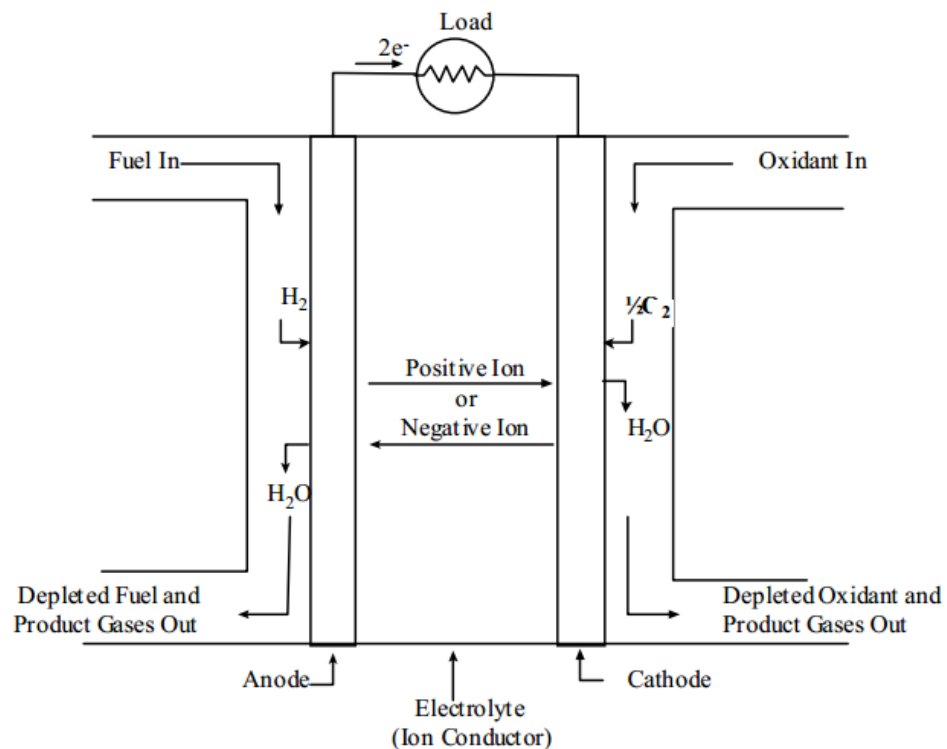 Load
2e-
Fuel In
Oxidant In
H2
½C 2
Positive Ion
or
Negative Ion
H2O
H2O
Depleted Fuel and
Product Gases Out
Depleted Oxidant and
Product Gases Out
Anode
Cathode
Electrolyte
(Ion Conductor)